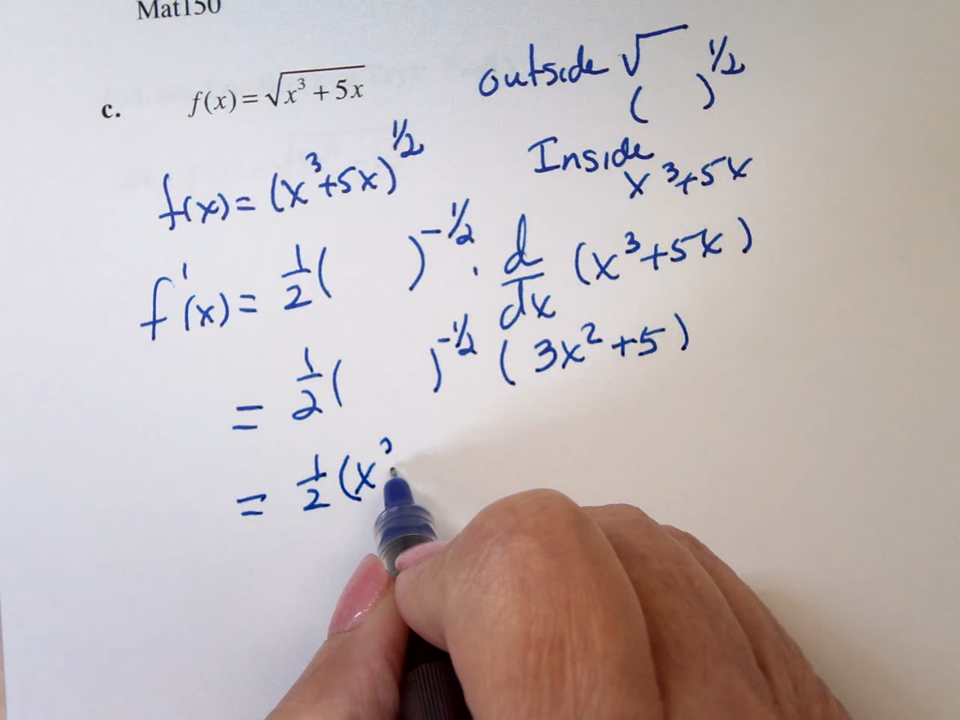 Mat150
c. f(x) = √(x³ + 5x)
outside √
( )^1/2
Inside
x³+5x
f(x) = (x³+5x)^1/2
f'(x) = 1/2 ( )^-1/2 · d/dx (x³+5x)
= 1/2 ( )^-1/2 (3x²+5)
= 1/2 (x³